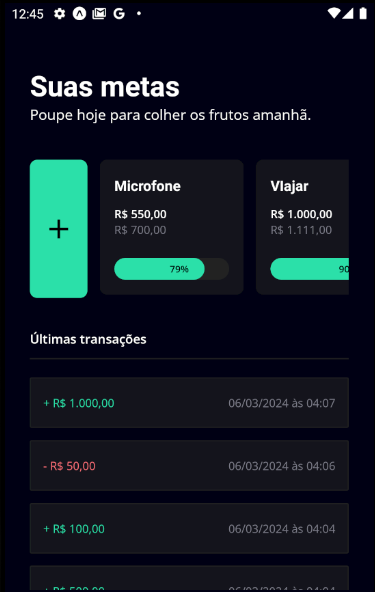 12:45
Suas metas
Poupe hoje para colher os frutos amanhã.
Microfone
R$ 550,00
R$ 700,00
79%
VIajar
R$ 1.000,00
R$ 1.111,00
90
Últimas transações
+ R$ 1.000,00 06/03/2024 às 04:07
- R$ 50,00 06/03/2024 às 04:06
+ R$ 100,00 06/03/2024 às 04:04
+ R$ 500,00 06/03/2024 às 04:04